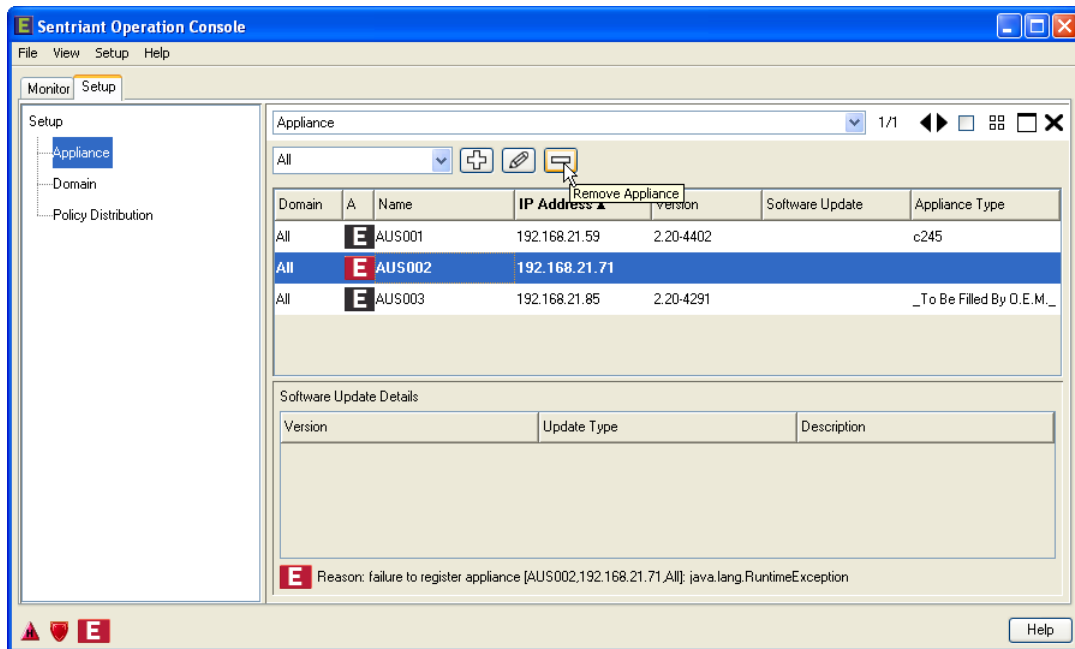 E Sentriant Operation Console
File View Setup Help
Monitor Setup
Setup
Appliance
Domain
Policy Distribution
Appliance 1/1
All
Remove Appliance
Domain A Name IP Address Version Software Update Appliance Type
All E AUS001 192.168.21.59 2.20-4402 c245
All E AUS002 192.168.21.71
All E AUS003 192.168.21.85 2.20-4291 _To Be Filled By O.E.M._
Software Update Details
Version Update Type Description
E Reason: failure to register appliance [AUS002,192.168.21.71,All]: java.lang.RuntimeException
H E Help